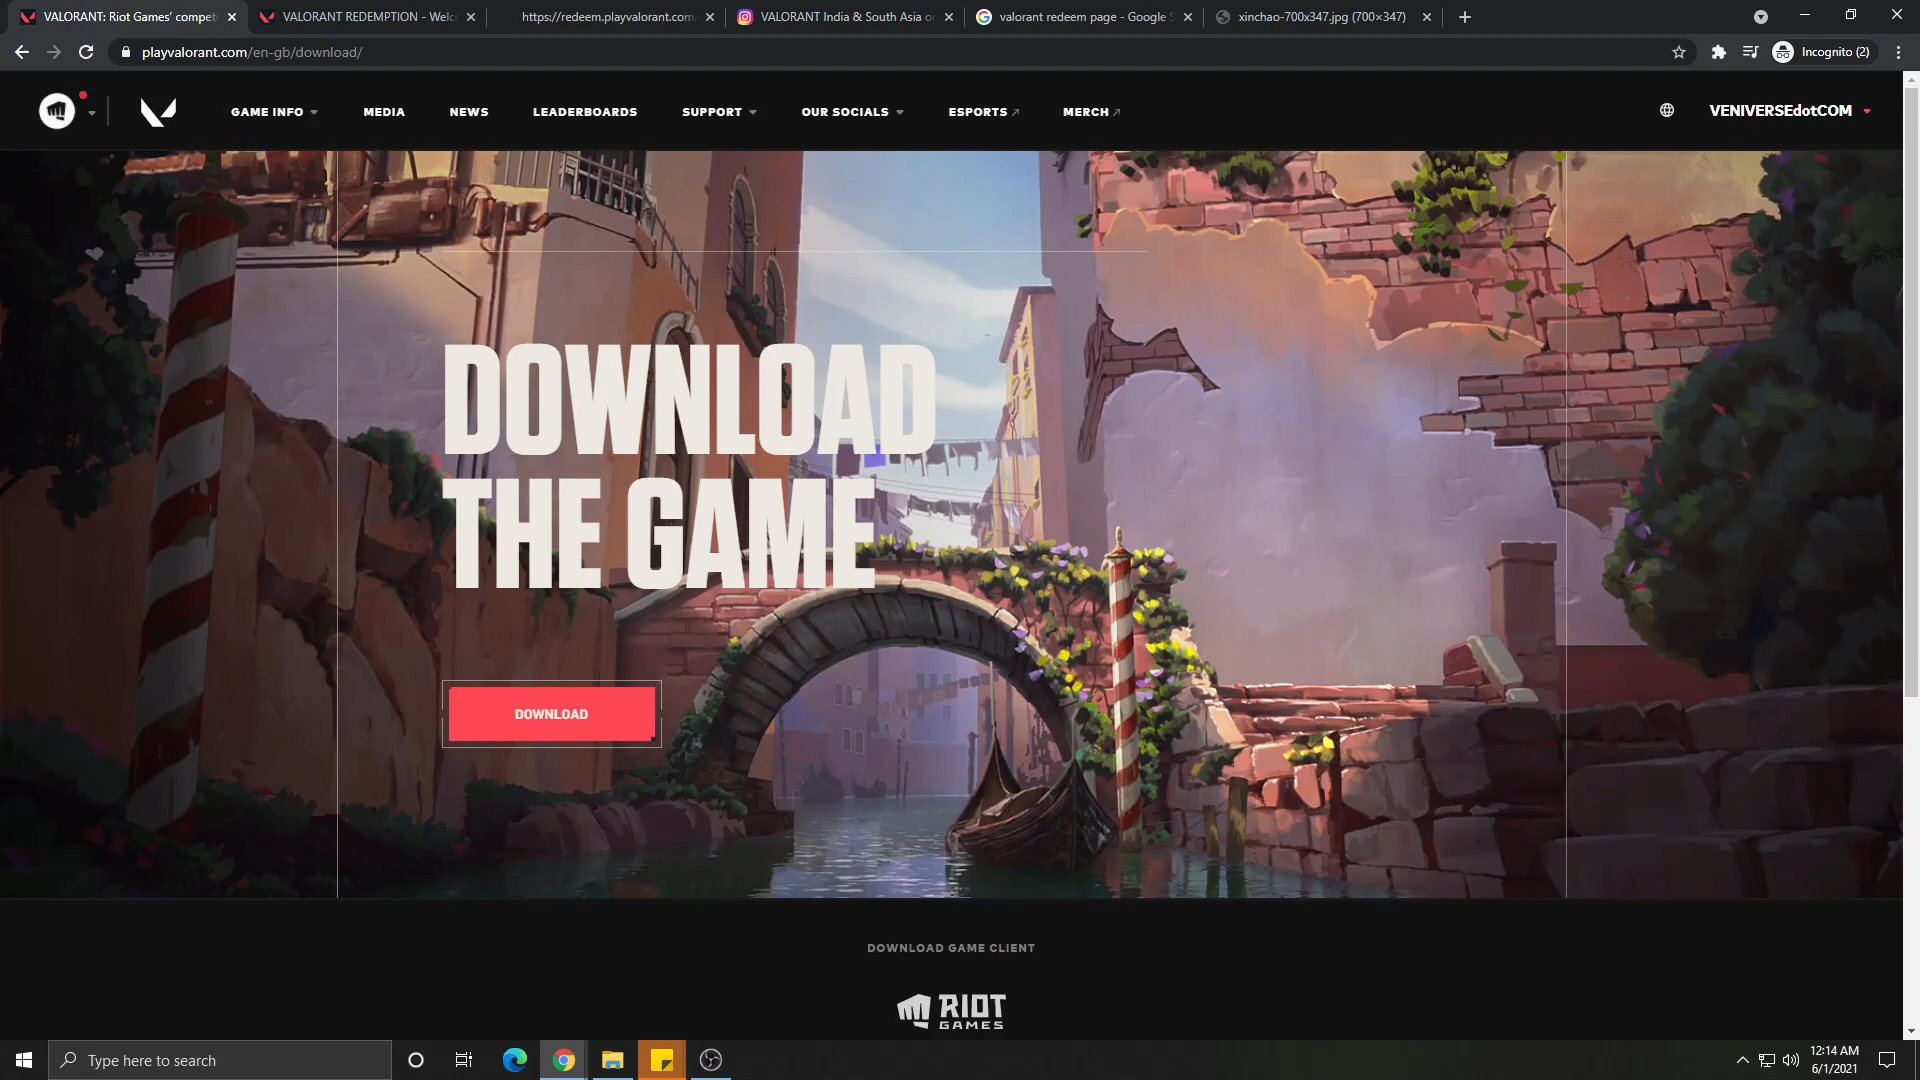 VALORANT: Riot Games' competi
VALORANT REDEMPTION - Welc
https://redeem.playvalorant.com
VALORANT India & South Asia o
valorant redeem page - Google S
xinchao-700x347.jpg (700×347)
playvalorant.com/en-gb/download/
Incognito (2)
GAME INFO
MEDIA
NEWS
LEADERBOARDS
SUPPORT
OUR SOCIALS
ESPORTS
MERCH
VENIVERSEdotCOM
DOWNLOAD
THE GAME
DOWNLOAD
DOWNLOAD GAME CLIENT
RIOT
GAMES
Type here to search
12:14 AM
6/1/2021